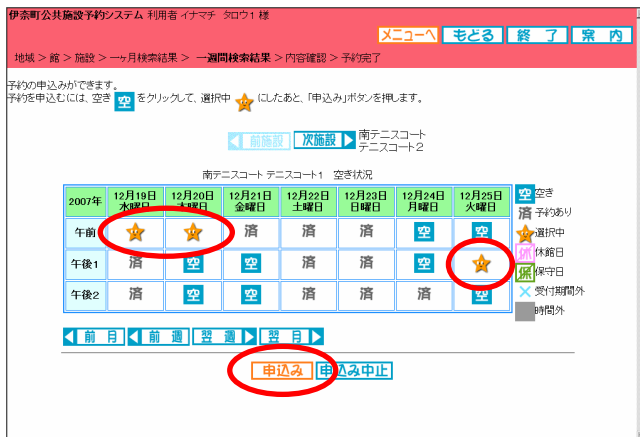 伊奈町公共施設予約システム 利用者 イナマチ タロウ1 様
メニューへ もどる 終 了 案 内
地域 > 館 > 施設 > 一ヶ月検索結果 > 一週間検索結果 > 内容確認 > 予約完了
予約の申込みができます。
予約を申込むには、空き 空 をクリックして、選択中 にしたあと、「申込み」ボタンを押します。
前施設 次施設 南テニスコート
テニスコート2
南テニスコート テニスコート1 空き状況
2007年 12月19日 水曜日 12月20日 木曜日 12月21日 金曜日 12月22日 土曜日 12月23日 日曜日 12月24日 月曜日 12月25日 火曜日
午前 済 済 済 空 空
午後1 済 空 空 済 済 空
午後2 済 空 空 済 済 済 空
空 空き
済 予約あり
選択中
休 休館日
保 保守日
受付期間外
時間外
前 月 前 週 翌 週 翌 月
申込み 申込み中止